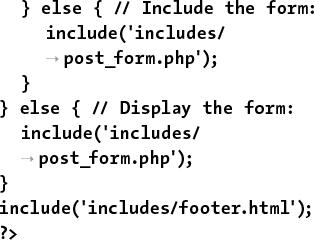 } else { // Include the form:
include('includes/
→ post_form.php');
}
} else { // Display the form:
include('includes/
→ post_form.php');
}
include('includes/footer.html');
?>